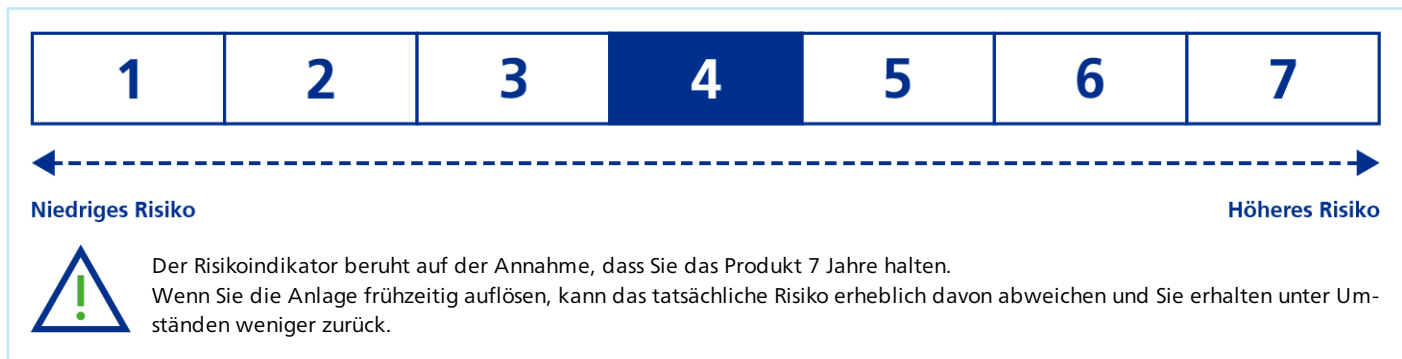 1 2 3 4 5 6 7
Niedriges Risiko Höheres Risiko
Der Risikoindikator beruht auf der Annahme, dass Sie das Produkt 7 Jahre halten.
Wenn Sie die Anlage frühzeitig auflösen, kann das tatsächliche Risiko erheblich davon abweichen und Sie erhalten unter Um-
ständen weniger zurück.